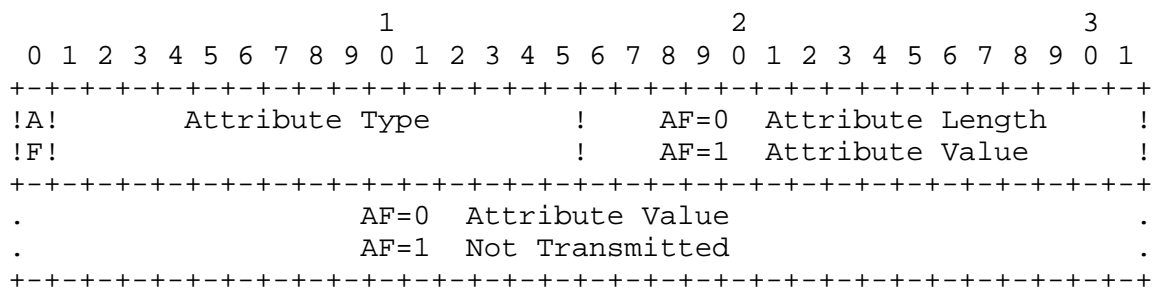 1                   2                   3
 0 1 2 3 4 5 6 7 8 9 0 1 2 3 4 5 6 7 8 9 0 1 2 3 4 5 6 7 8 9 0 1
+-+-+-+-+-+-+-+-+-+-+-+-+-+-+-+-+-+-+-+-+-+-+-+-+-+-+-+-+-+-+-+-+
!A!       Attribute Type        !    AF=0  Attribute Length     !
!F!                             !    AF=1  Attribute Value      !
+-+-+-+-+-+-+-+-+-+-+-+-+-+-+-+-+-+-+-+-+-+-+-+-+-+-+-+-+-+-+-+-+
.                   AF=0  Attribute Value                       .
.                   AF=1  Not Transmitted                       .
+-+-+-+-+-+-+-+-+-+-+-+-+-+-+-+-+-+-+-+-+-+-+-+-+-+-+-+-+-+-+-+-+